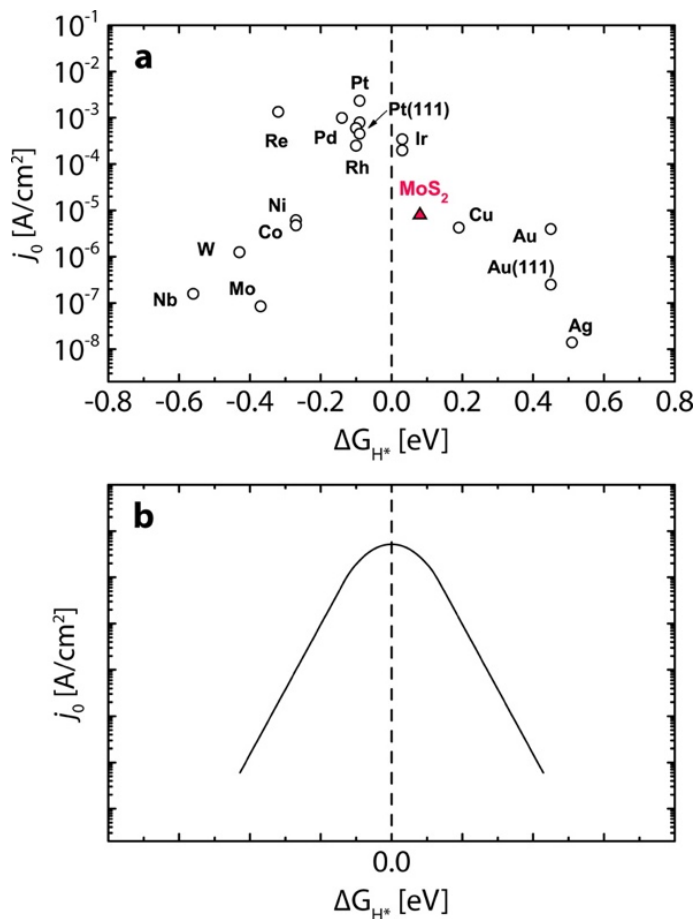 a
j₀ [A/cm²]
10⁻¹
10⁻²
10⁻³
10⁻⁴
10⁻⁵
10⁻⁶
10⁻⁷
10⁻⁸
Pt
Pt(111)
Re
Pd
Ir
Rh
MoS₂
Ni
Cu
Co
Au
W
Au(111)
Nb
Mo
Ag
-0.8 -0.6 -0.4 -0.2 0.0 0.2 0.4 0.6 0.8
ΔG_H* [eV]
b
j₀ [A/cm²]
0.0
ΔG_H* [eV]